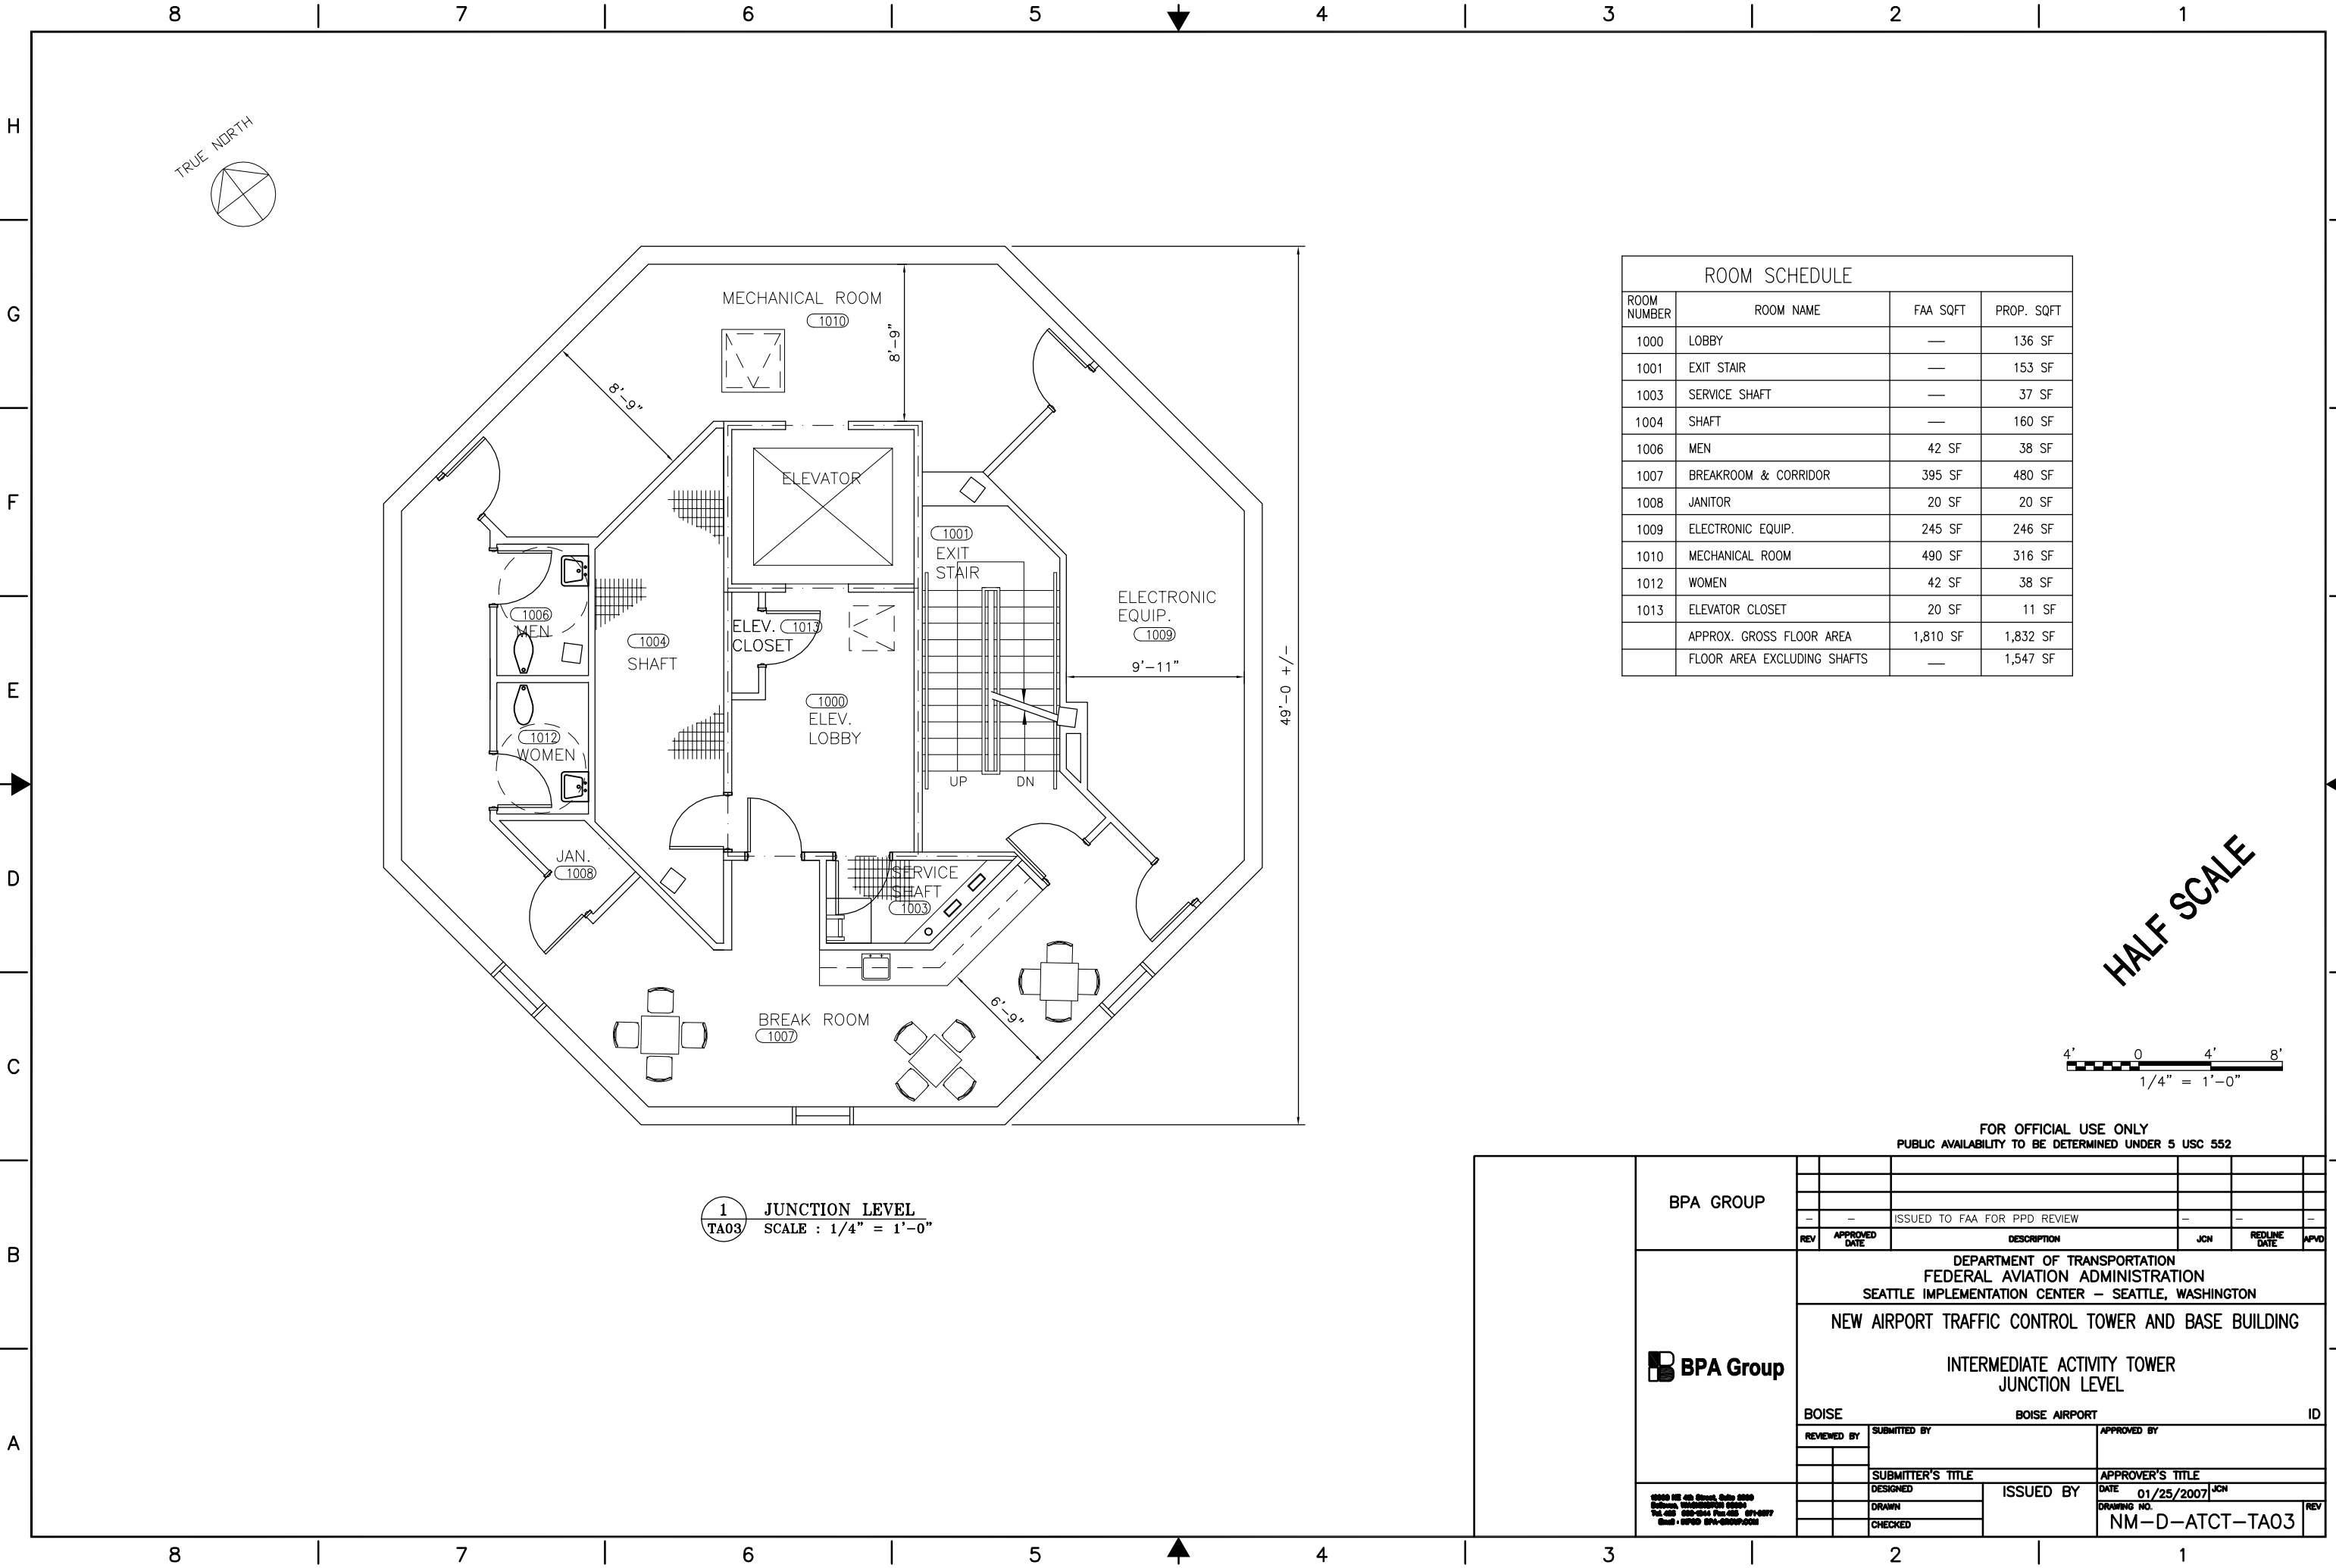 8 7 6 5 4 3 2 1
H
G
F
E
D
C
B
A
TRUE NORTH
MECHANICAL ROOM
1010
8'-9"
8'-9"
ELEVATOR
1001
EXIT
STAIR
1006
MEN
1004
SHAFT
ELEV. 1013
CLOSET
ELECTRONIC
EQUIP.
1009
9'-11"
49'-0 +/-
1000
ELEV.
LOBBY
1012
WOMEN
UP DN
JAN.
1008
SERVICE
SHAFT
1003
6'-9"
BREAK ROOM
1007
1
TA03
JUNCTION LEVEL
SCALE : 1/4" = 1'-0"
ROOM SCHEDULE
ROOM NUMBER ROOM NAME FAA SQFT PROP. SQFT
1000 LOBBY — 136 SF
1001 EXIT STAIR — 153 SF
1003 SERVICE SHAFT — 37 SF
1004 SHAFT — 160 SF
1006 MEN 42 SF 38 SF
1007 BREAKROOM & CORRIDOR 395 SF 480 SF
1008 JANITOR 20 SF 20 SF
1009 ELECTRONIC EQUIP. 245 SF 246 SF
1010 MECHANICAL ROOM 490 SF 316 SF
1012 WOMEN 42 SF 38 SF
1013 ELEVATOR CLOSET 20 SF 11 SF
APPROX. GROSS FLOOR AREA 1,810 SF 1,832 SF
FLOOR AREA EXCLUDING SHAFTS — 1,547 SF
HALF SCALE
4' 0 4' 8'
1/4" = 1'-0"
FOR OFFICIAL USE ONLY
PUBLIC AVAILABILITY TO BE DETERMINED UNDER 5 USC 552
BPA GROUP
- - ISSUED TO FAA FOR PPD REVIEW - - -
REV APPROVED DATE DESCRIPTION JCN REDLINE DATE APVD
DEPARTMENT OF TRANSPORTATION
FEDERAL AVIATION ADMINISTRATION
SEATTLE IMPLEMENTATION CENTER - SEATTLE, WASHINGTON
NEW AIRPORT TRAFFIC CONTROL TOWER AND BASE BUILDING
INTERMEDIATE ACTIVITY TOWER
JUNCTION LEVEL
BPA Group
BOISE BOISE AIRPORT ID
REVIEWED BY SUBMITTED BY APPROVED BY
SUBMITTER'S TITLE APPROVER'S TITLE
DESIGNED ISSUED BY DATE 01/25/2007 JCN
DRAWN DRAWING NO. REV
CHECKED NM-D-ATCT-TA03
8 7 6 5 4 3 2 1